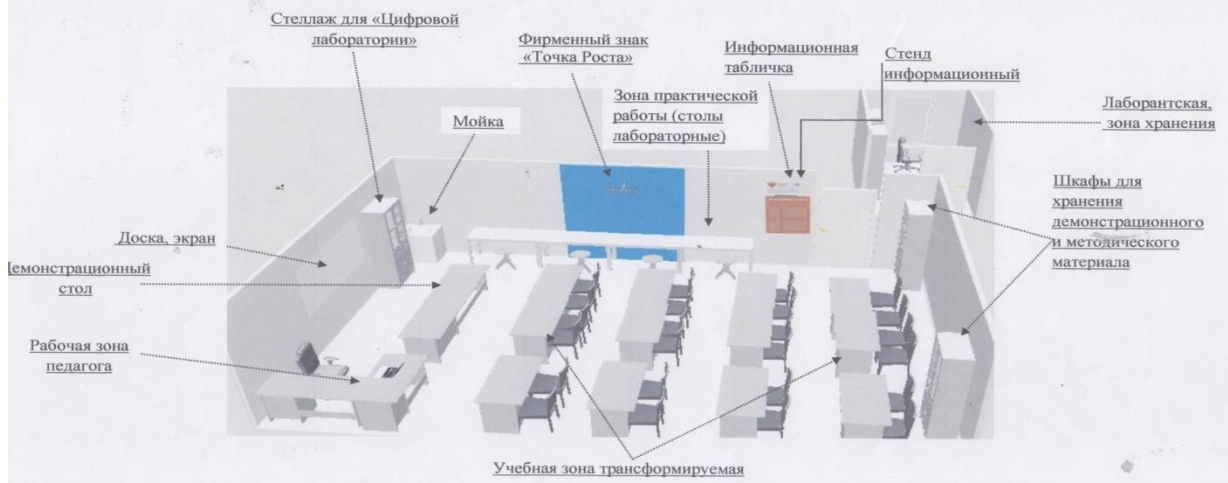 Стеллаж для «Цифровой
лаборатории»
Фирменный знак
«Точка Роста»
Информационная
табличка
Стенд
информационный
Зона практической
работы (столы
лабораторные)
Мойка
Лаборантская,
зона хранения
Шкафы для
хранения
демонстрационного
и методического
материала
Доска, экран
Демонстрационный
стол
Рабочая зона
педагога
Учебная зона трансформируемая